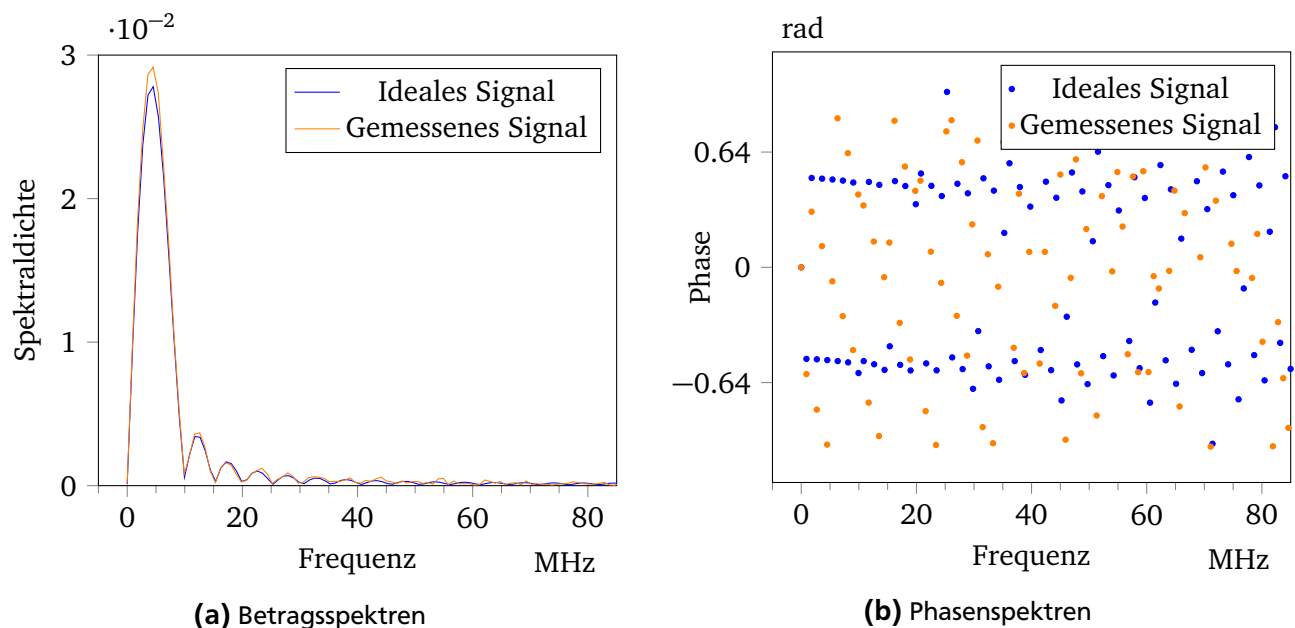 ·10⁻²
3
2
1
0
Spektraldichte
Ideales Signal
Gemessenes Signal
0 20 40 60 80
Frequenz MHz
(a) Betragsspektren
rad
0.64
0
−0.64
Phase
Ideales Signal
Gemessenes Signal
0 20 40 60 80
Frequenz MHz
(b) Phasenspektren